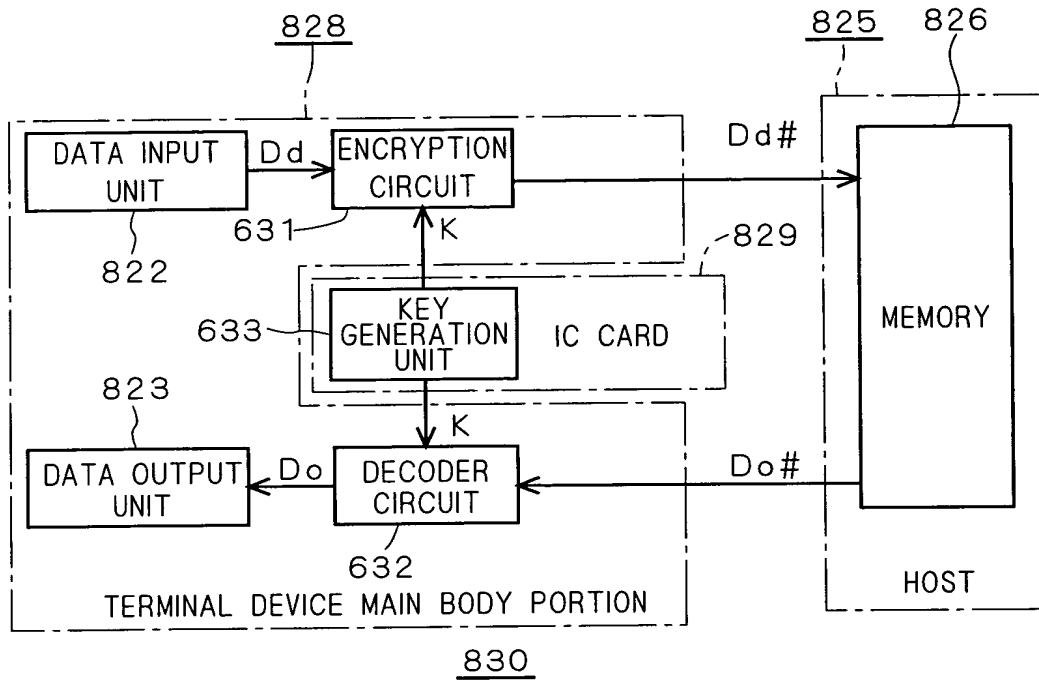 828
825
826
DATA INPUT
UNIT
Dd
ENCRYPTION
CIRCUIT
Dd#
822
631
K
829
633
KEY
GENERATION
UNIT
IC CARD
MEMORY
823
K
DATA OUTPUT
UNIT
Do
DECODER
CIRCUIT
Do#
632
TERMINAL DEVICE MAIN BODY PORTION
HOST
830